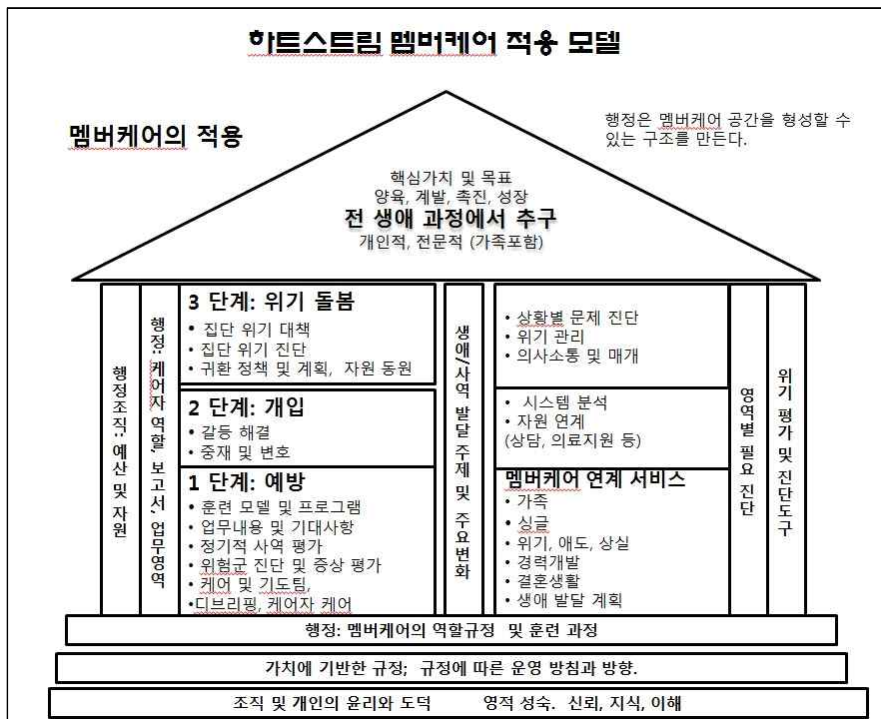 하트스트림 멤버케어 적용 모델
멤버케어의 적용
행정은 멤버케어 공간을 형성할 수
있는 구조를 만든다.
핵심가치 및 목표
양육, 계발, 촉진, 성장
전 생애 과정에서 추구
개인적, 전문적 (가족포함)
행정조직: 예산 및 자원
행정: 케어자 역할, 보고서, 업무영역
3 단계: 위기 돌봄
• 집단 위기 대책
• 집단 위기 진단
• 귀환 정책 및 계획, 자원 동원
2 단계: 개입
• 갈등 해결
• 중재 및 변호
1 단계: 예방
• 훈련 모델 및 프로그램
• 업무내용 및 기대사항
• 정기적 사역 평가
• 위험군 진단 및 증상 평가
• 케어 및 기도팀,
•디브리핑, 케어자 케어
생애/사역 발달 주제 및 주요변화
• 상황별 문제 진단
• 위기 관리
• 의사소통 및 매개
• 시스템 분석
• 자원 연계
(상담, 의료지원 등)
멤버케어 연계 서비스
• 가족
• 싱글
• 위기, 애도, 상실
• 경력개발
• 결혼생활
• 생애 발달 계획
영역별 필요 진단
위기 평가 및 진단도구
행정: 멤버케어의 역할규정 및 훈련 과정
가치에 기반한 규정; 규정에 따른 운영 방침과 방향.
조직 및 개인의 윤리와 도덕 영적 성숙. 신뢰, 지식, 이해